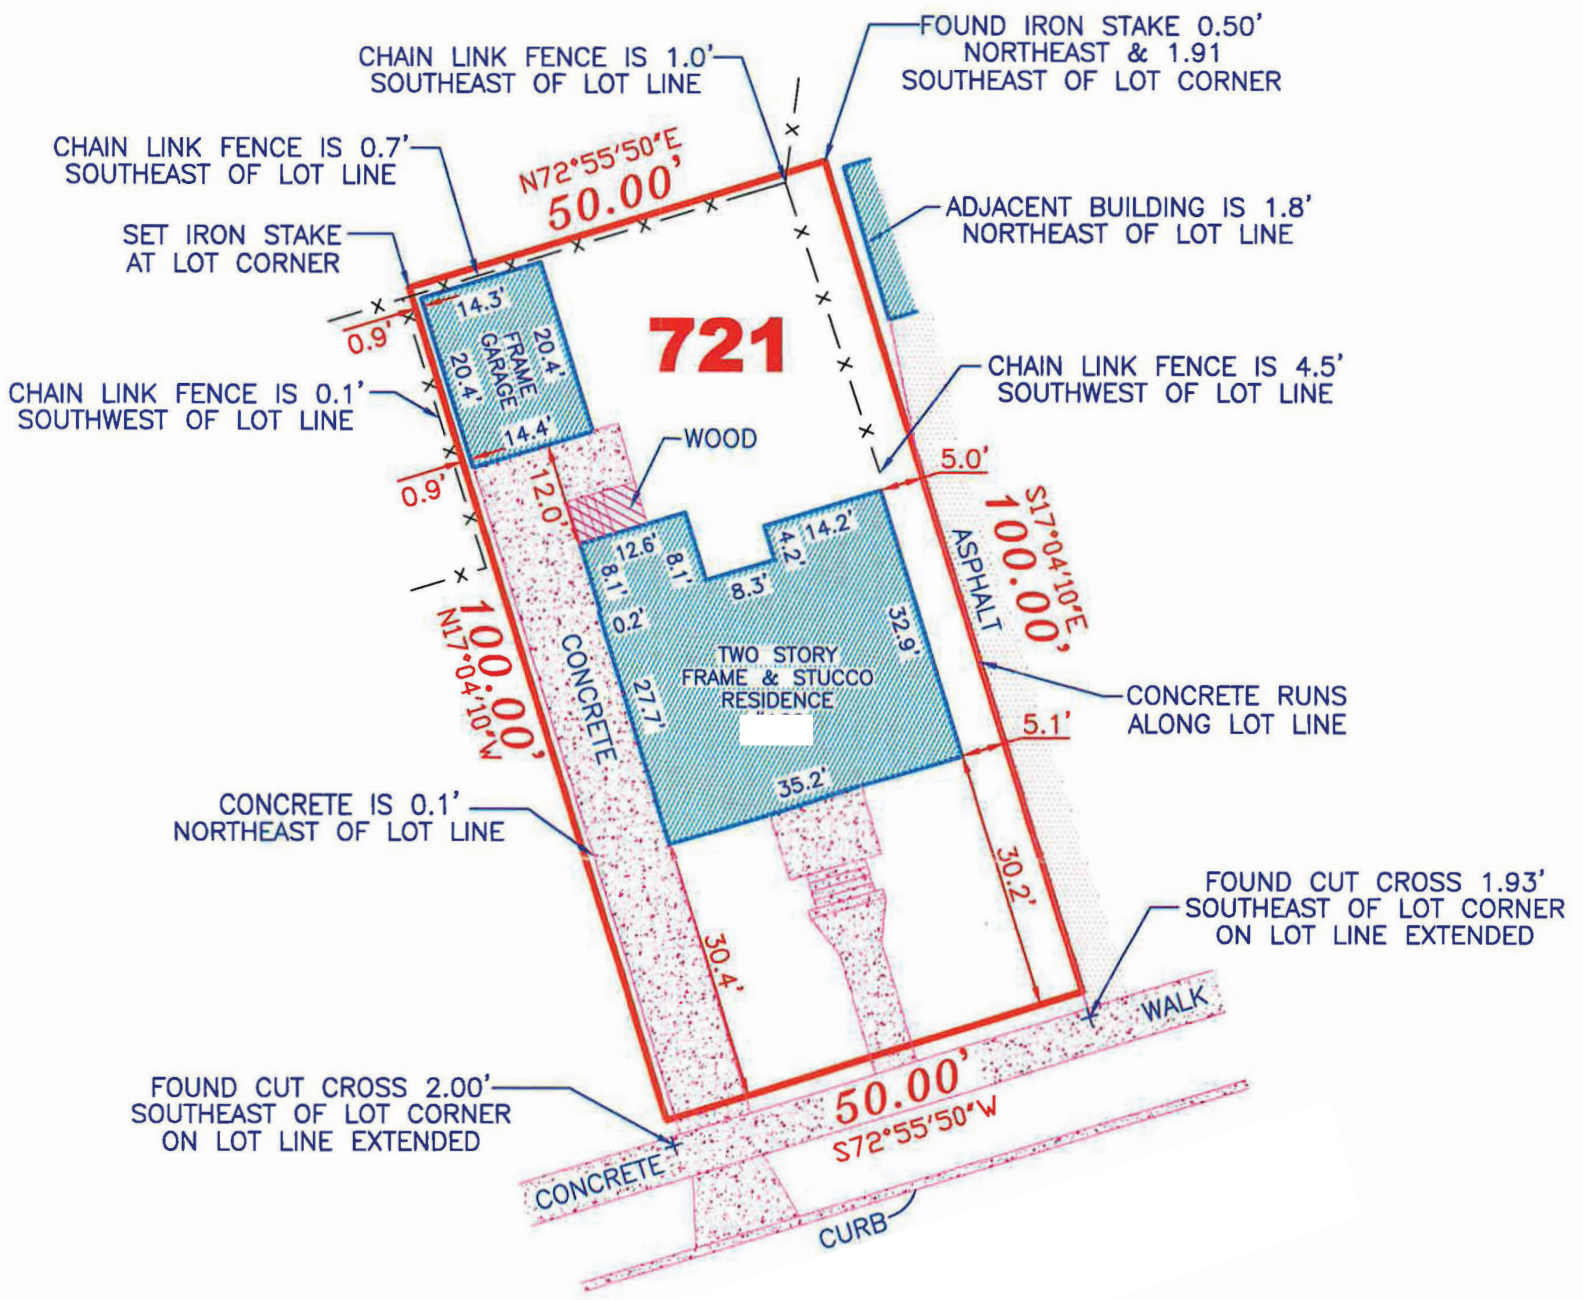 FOUND IRON STAKE 0.50'
NORTHEAST & 1.91
SOUTHEAST OF LOT CORNER
CHAIN LINK FENCE IS 1.0'
SOUTHEAST OF LOT LINE
CHAIN LINK FENCE IS 0.7'
SOUTHEAST OF LOT LINE
N72°55'50"E
50.00'
SET IRON STAKE
AT LOT CORNER
ADJACENT BUILDING IS 1.8'
NORTHEAST OF LOT LINE
0.9'
14.3'
20.4'
FRAME
GARAGE
20.4'
14.4'
721
CHAIN LINK FENCE IS 0.1'
SOUTHWEST OF LOT LINE
CHAIN LINK FENCE IS 4.5'
SOUTHWEST OF LOT LINE
0.9'
12.0'
WOOD
5.0'
S17°04'10"E
100.00'
ASPHALT
12.6'
8.1'
8.1'
8.3'
4.2'
14.2'
0.2'
27.7'
32.9'
TWO STORY
FRAME & STUCCO
RESIDENCE
35.2'
100.00'
N17°04'10"W
CONCRETE
CONCRETE RUNS
ALONG LOT LINE
5.1'
CONCRETE IS 0.1'
NORTHEAST OF LOT LINE
30.2'
30.4'
FOUND CUT CROSS 1.93'
SOUTHEAST OF LOT CORNER
ON LOT LINE EXTENDED
WALK
FOUND CUT CROSS 2.00'
SOUTHEAST OF LOT CORNER
ON LOT LINE EXTENDED
50.00'
S72°55'50"W
CONCRETE
CURB